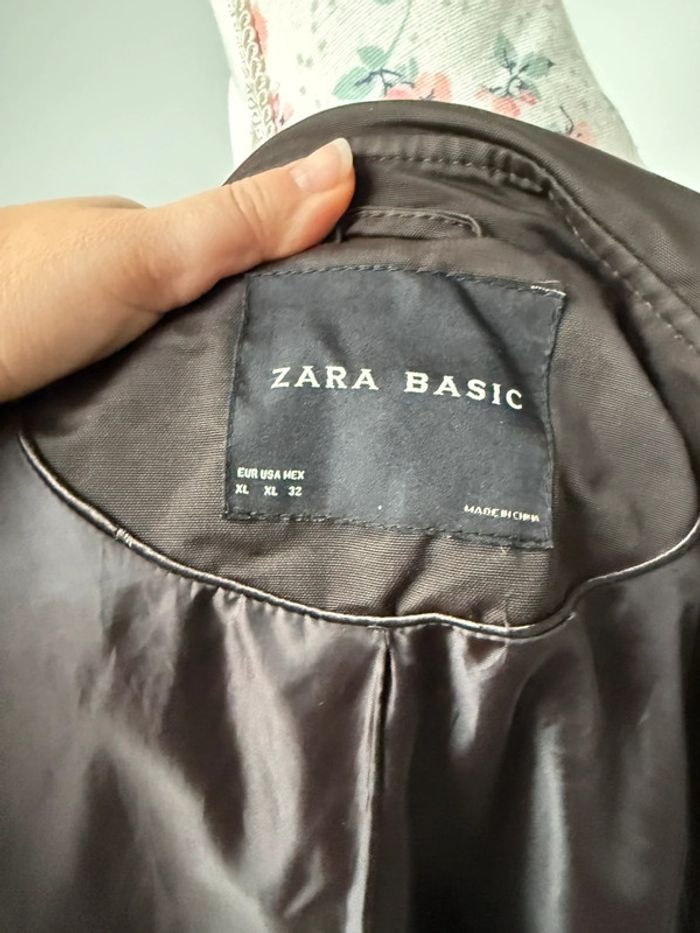 ZARA BASIC
EUR USA MEX
XL XL 32
MADE IN CHINA